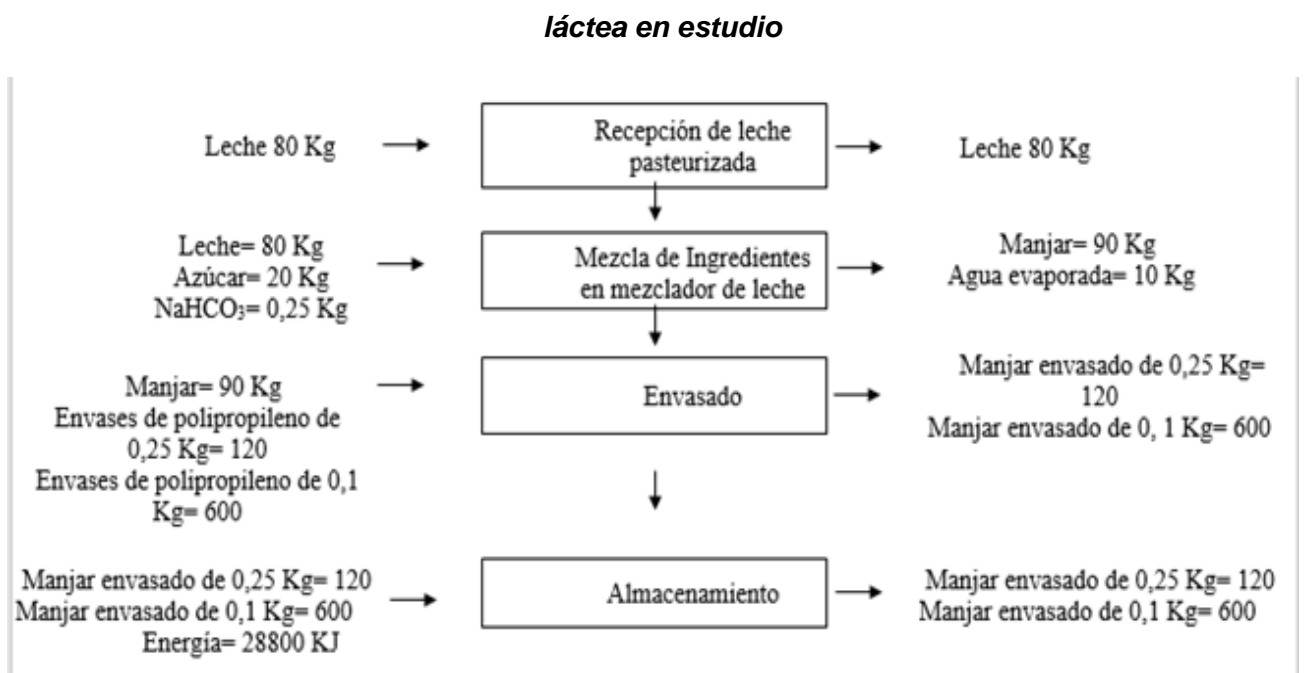 láctea en estudio
Leche 80 Kg
Recepción de leche
pasteurizada
Leche 80 Kg
Leche= 80 Kg
Azúcar= 20 Kg
NaHCO₃= 0,25 Kg
Mezcla de Ingredientes
en mezclador de leche
Manjar= 90 Kg
Agua evaporada= 10 Kg
Manjar= 90 Kg
Envases de polipropileno de
0,25 Kg= 120
Envases de polipropileno de 0,1
Kg= 600
Envasado
Manjar envasado de 0,25 Kg=
120
Manjar envasado de 0, 1 Kg= 600
Manjar envasado de 0,25 Kg= 120
Manjar envasado de 0,1 Kg= 600
Energía= 28800 KJ
Almacenamiento
Manjar envasado de 0,25 Kg= 120
Manjar envasado de 0,1 Kg= 600